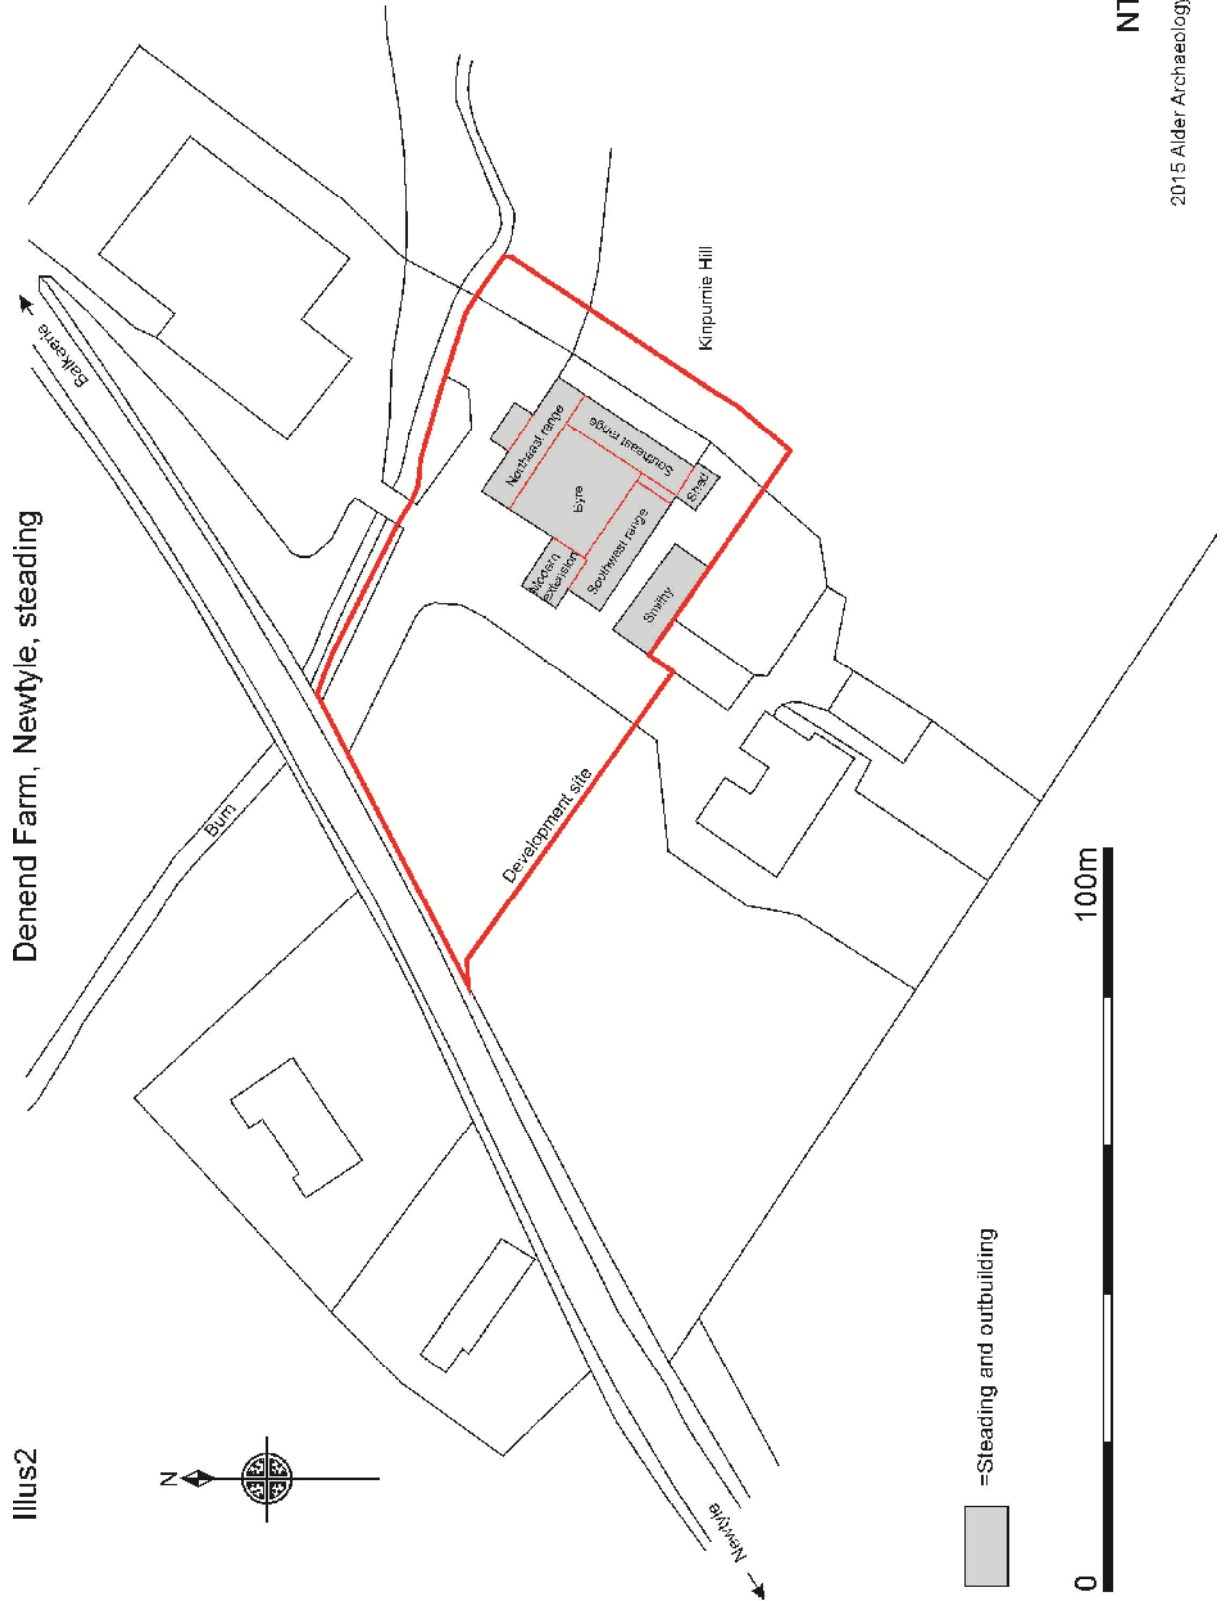 Illus2
Denend Farm, Newtyle, steading
N
Balkeerie
Burn
Northeast range
Southeast range
Byre
Modern
extension
Southwest range
Shed
Smithy
Kinpurnie Hill
Development site
Newtyle
=Steading and outbuilding
0
100m
NT
2015 Alder Archaeology